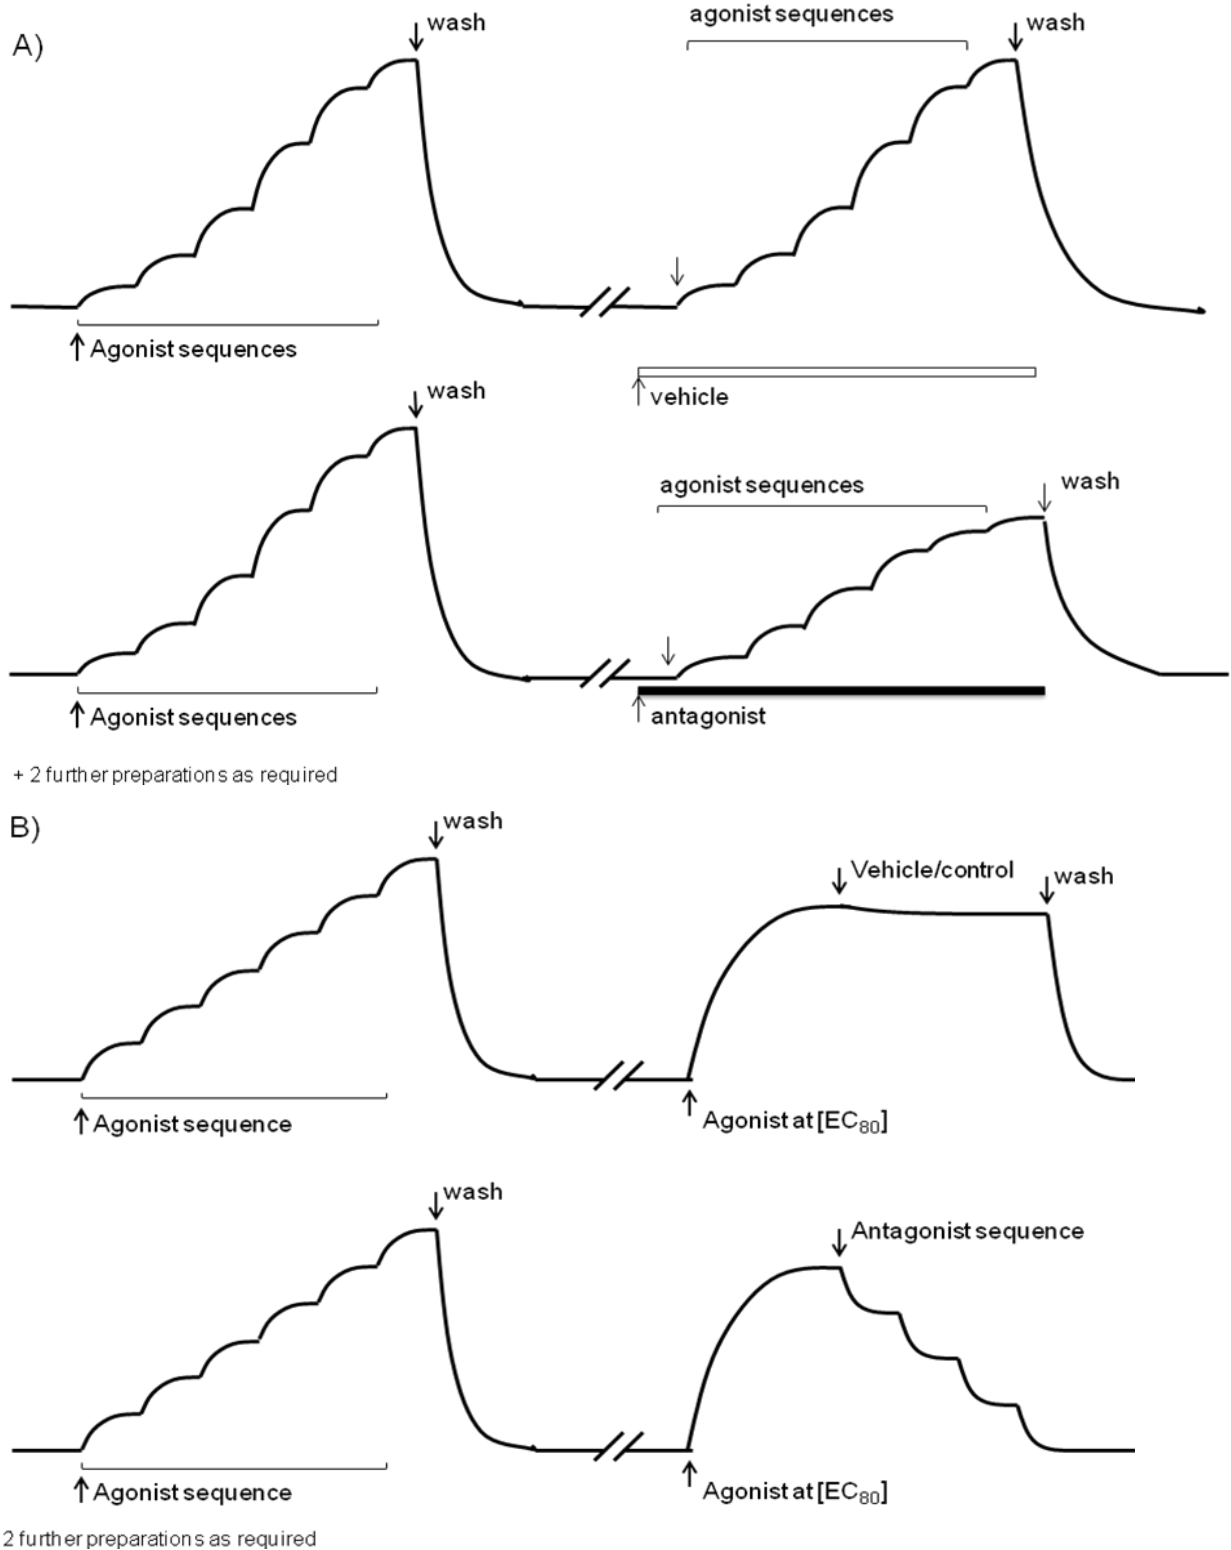 A)
wash
agonist sequences
wash
Agonist sequences
vehicle
wash
agonist sequences
wash
Agonist sequences
antagonist
+ 2 further preparations as required
B)
wash
Vehicle/control
wash
Agonist sequence
Agonist at [EC80]
wash
Antagonist sequence
Agonist sequence
Agonist at [EC80]
2 further preparations as required